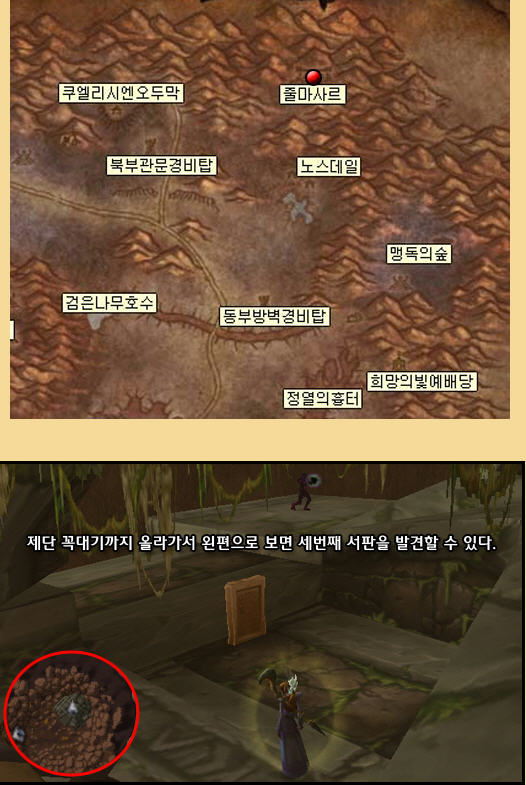 쿠엘리시엔오두막
줄마샤르
북부관문경비탑
노스데일
맹독의숲
검은나무호수
동부방벽경비탑
희망의빛예배당
정열의흉터
제단 꼭대기까지 올라가서 왼편으로 보면 세번째 서판을 발견할 수 있다.